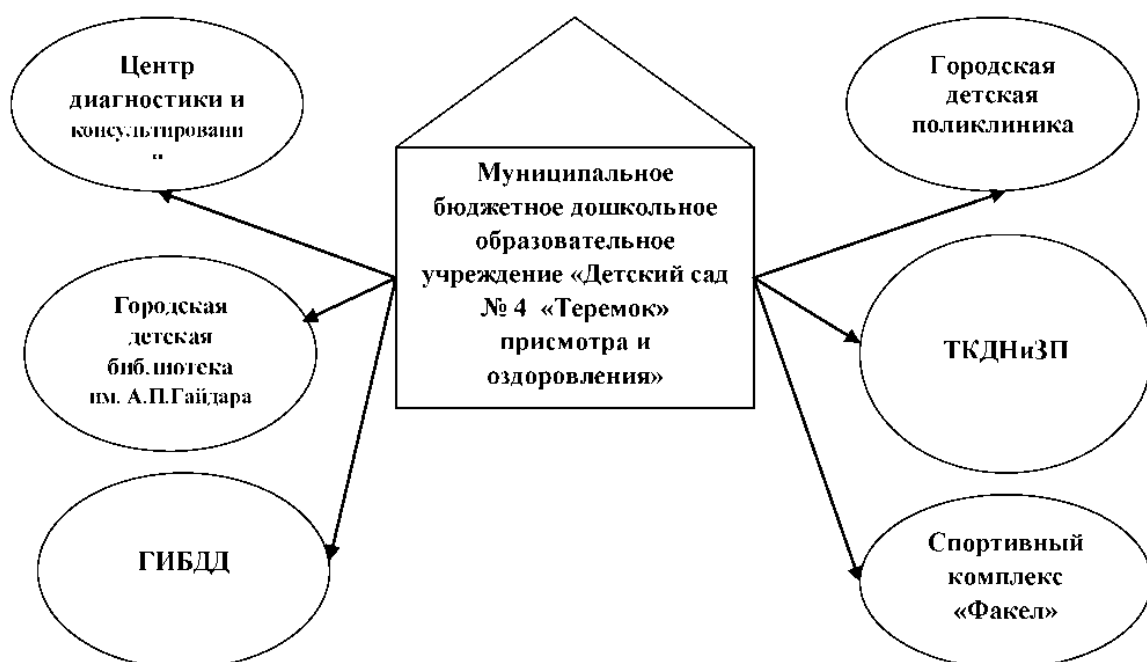 Центр
диагностики и
консультировани
Городская
детская
библиотека
им. А.П.Гайдара
ГИБДД
Муниципальное
бюджетное дошкольное
образовательное
учреждение «Детский сад
№ 4 «Теремок»
присмотра и
оздоровления»
Городская
детская
поликлиника
ТКДНиЗП
Спортивный
комплекс
«Факел»